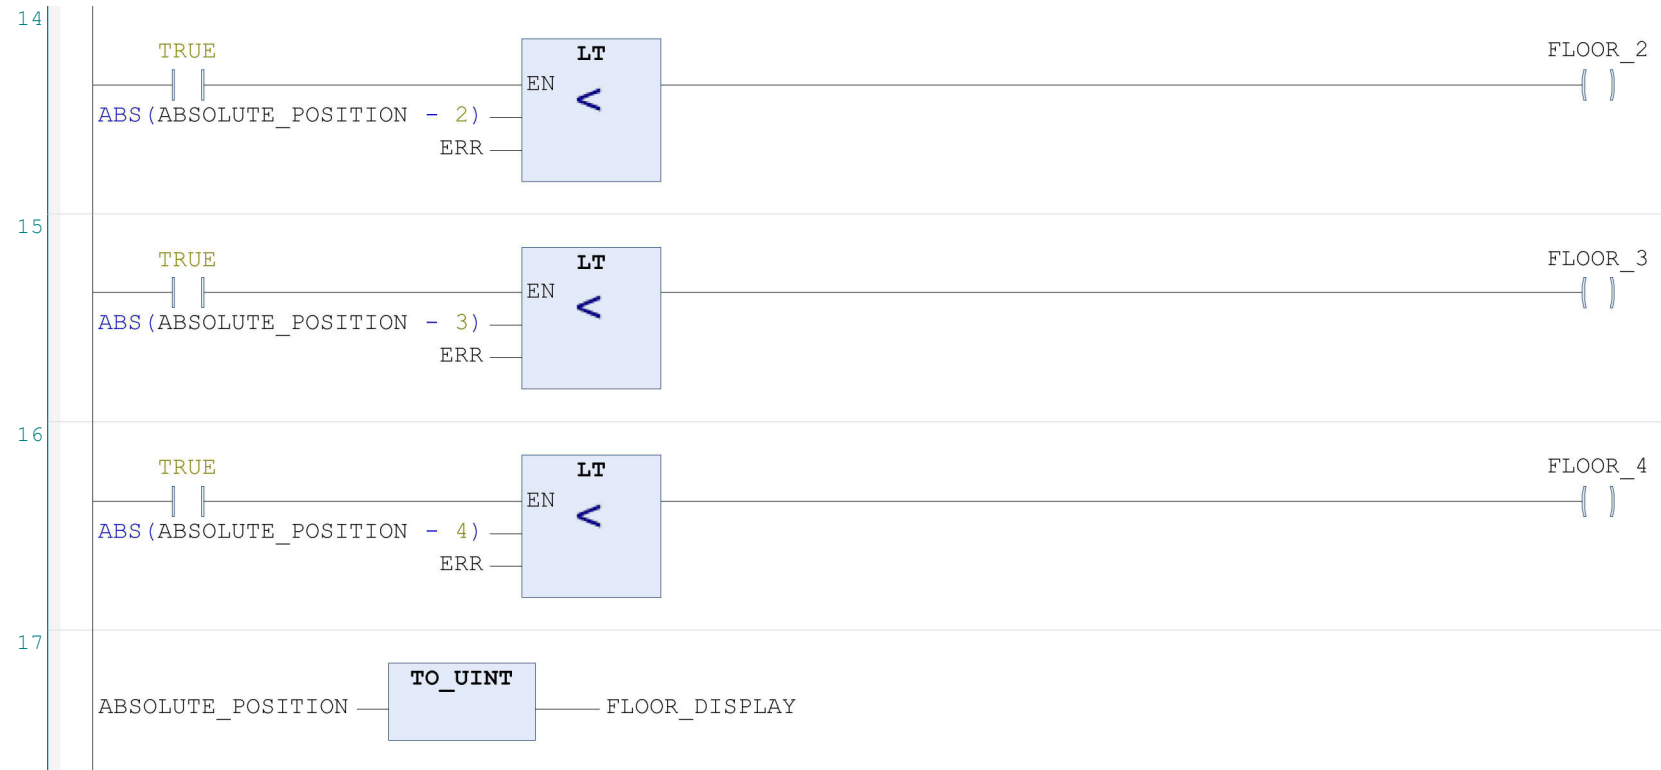 14
TRUE
LT
FLOOR_2
EN
<
ABS(ABSOLUTE_POSITION - 2)
ERR
15
TRUE
LT
FLOOR_3
EN
<
ABS(ABSOLUTE_POSITION - 3)
ERR
16
TRUE
LT
FLOOR_4
EN
<
ABS(ABSOLUTE_POSITION - 4)
ERR
17
TO_UINT
ABSOLUTE_POSITION
FLOOR_DISPLAY